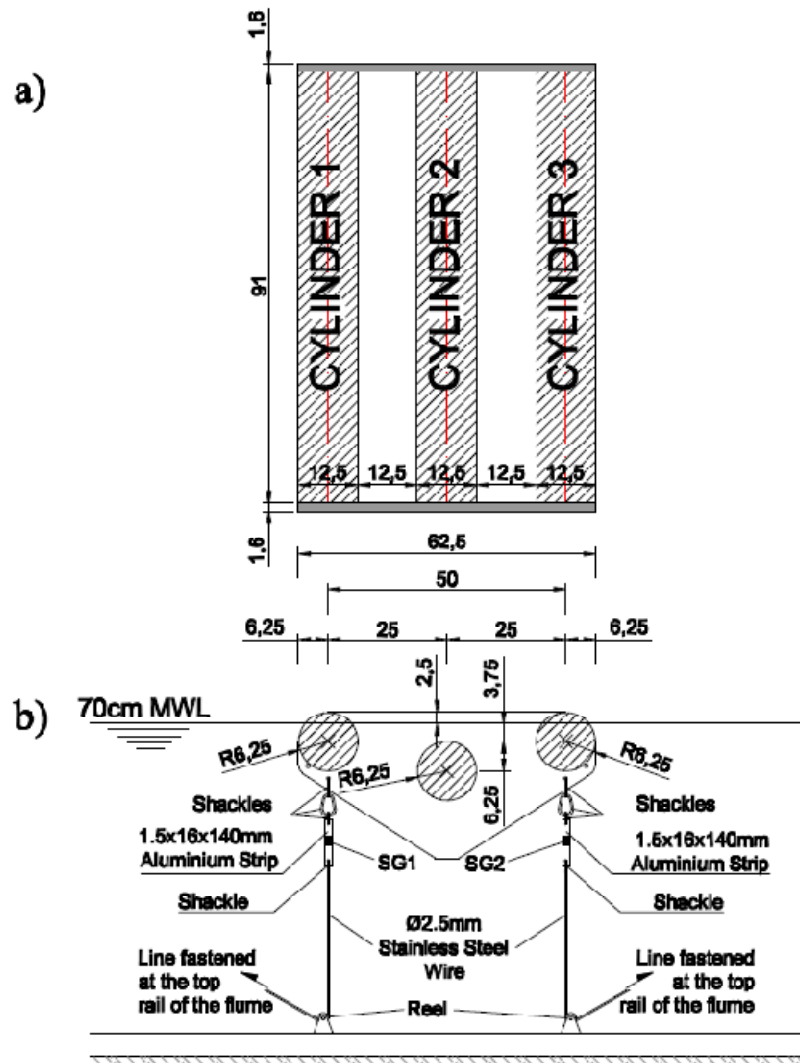 1,6
a)
CYLINDER 1
CYLINDER 2
CYLINDER 3
91
12,5 12,5 12,5 12,5 12,5
1,6
62,5
50
6,25 25 25 6,25
2,5
3,75
b) 70cm MWL
R6,25
R6,25
R6,25
6,25
Shackles
Shackles
1.5x16x140mm
Aluminium Strip
SG1
SG2
1.5x16x140mm
Aluminium Strip
Shackle
Shackle
Ø2.5mm
Stainless Steel
Wire
Line fastened
at the top
rail of the flume
Reel
Line fastened
at the top
rail of the flume